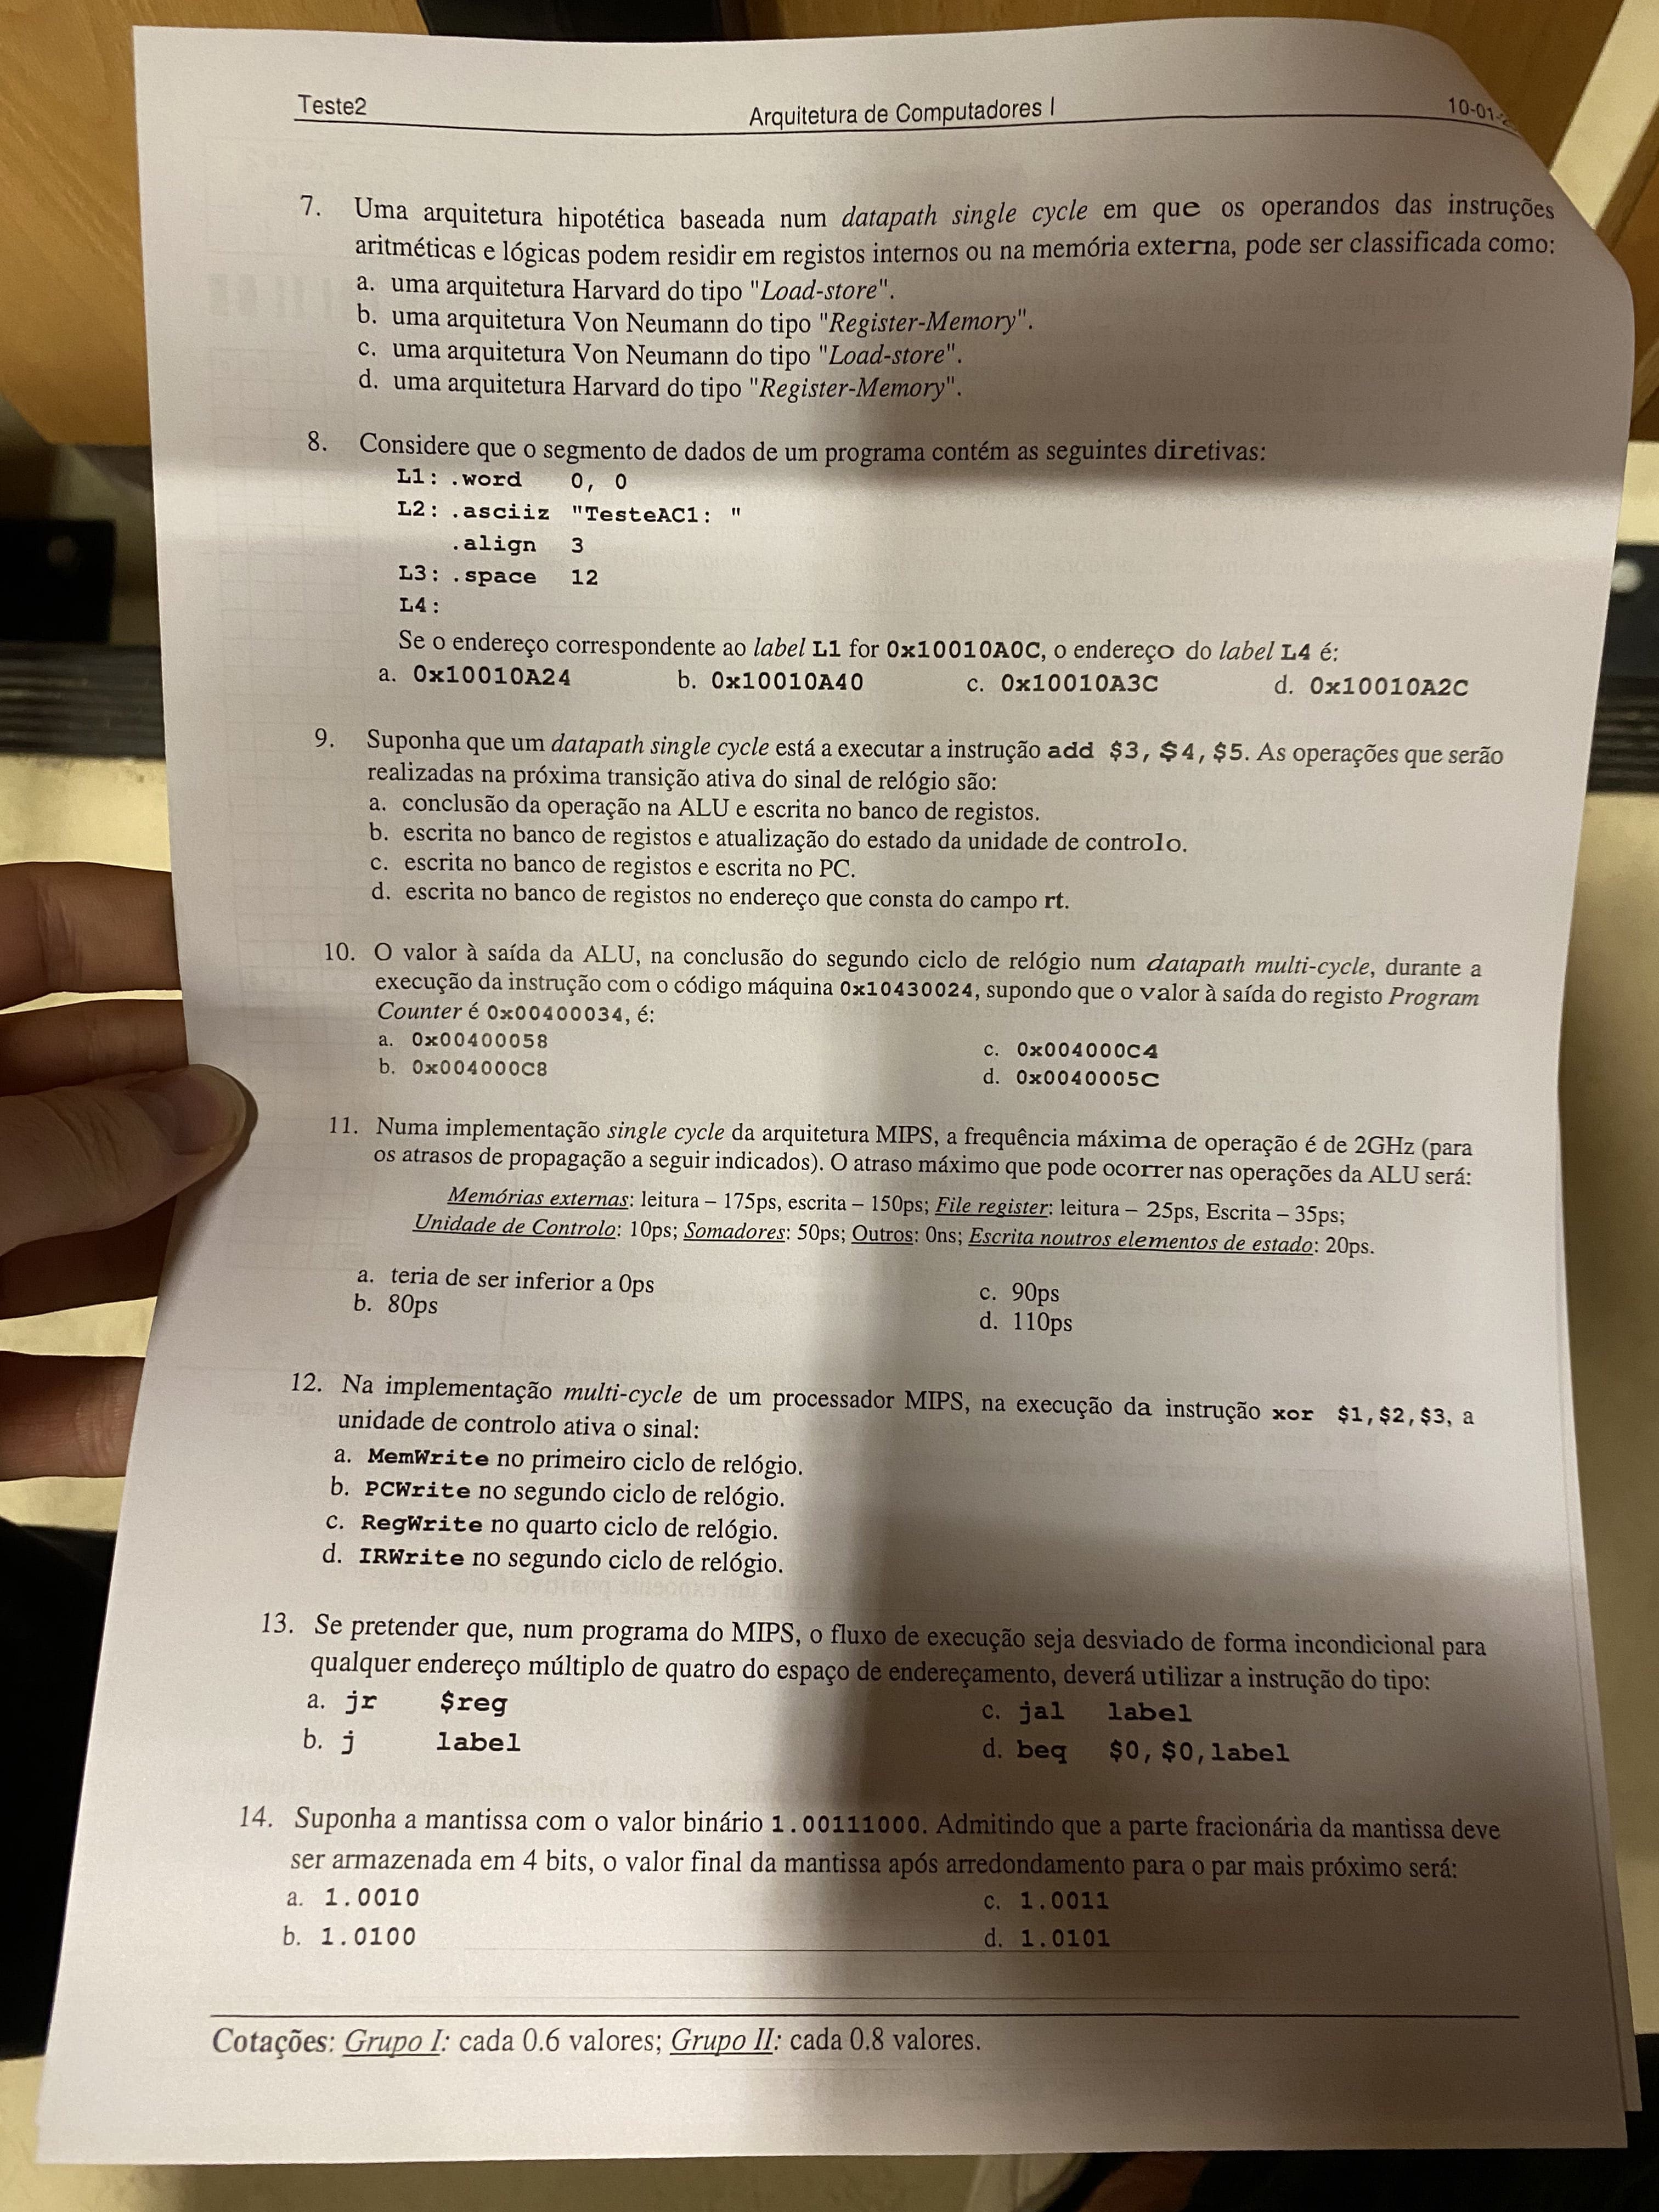 Teste2 Arquitetura de Computadores I 10-01-
7. Uma arquitetura hipotética baseada num datapath single cycle em que os operandos das instruções
aritméticas e lógicas podem residir em registos internos ou na memória externa, pode ser classificada como:
a. uma arquitetura Harvard do tipo "Load-store".
b. uma arquitetura Von Neumann do tipo "Register-Memory".
c. uma arquitetura Von Neumann do tipo "Load-store".
d. uma arquitetura Harvard do tipo "Register-Memory".
8. Considere que o segmento de dados de um programa contém as seguintes diretivas:
L1: .word 0, 0
L2: .asciiz "TesteAC1: "
.align 3
L3: .space 12
L4:
Se o endereço correspondente ao label L1 for 0x10010A0C, o endereço do label L4 é:
a. 0x10010A24 b. 0x10010A40 c. 0x10010A3C d. 0x10010A2C
9. Suponha que um datapath single cycle está a executar a instrução add $3, $4, $5. As operações que serão
realizadas na próxima transição ativa do sinal de relógio são:
a. conclusão da operação na ALU e escrita no banco de registos.
b. escrita no banco de registos e atualização do estado da unidade de controlo.
c. escrita no banco de registos e escrita no PC.
d. escrita no banco de registos no endereço que consta do campo rt.
10. O valor à saída da ALU, na conclusão do segundo ciclo de relógio num datapath multi-cycle, durante a
execução da instrução com o código máquina 0x10430024, supondo que o valor à saída do registo Program
Counter é 0x00400034, é:
a. 0x00400058 c. 0x004000C4
b. 0x004000C8 d. 0x0040005C
11. Numa implementação single cycle da arquitetura MIPS, a frequência máxima de operação é de 2GHz (para
os atrasos de propagação a seguir indicados). O atraso máximo que pode ocorrer nas operações da ALU será:
Memórias externas: leitura – 175ps, escrita – 150ps; File register: leitura – 25ps, Escrita – 35ps;
Unidade de Controlo: 10ps; Somadores: 50ps; Outros: 0ns; Escrita noutros elementos de estado: 20ps.
a. teria de ser inferior a 0ps c. 90ps
b. 80ps d. 110ps
12. Na implementação multi-cycle de um processador MIPS, na execução da instrução xor $1,$2,$3, a
unidade de controlo ativa o sinal:
a. MemWrite no primeiro ciclo de relógio.
b. PCWrite no segundo ciclo de relógio.
c. RegWrite no quarto ciclo de relógio.
d. IRWrite no segundo ciclo de relógio.
13. Se pretender que, num programa do MIPS, o fluxo de execução seja desviado de forma incondicional para
qualquer endereço múltiplo de quatro do espaço de endereçamento, deverá utilizar a instrução do tipo:
a. jr $reg c. jal label
b. j label d. beq $0, $0,label
14. Suponha a mantissa com o valor binário 1.00111000. Admitindo que a parte fracionária da mantissa deve
ser armazenada em 4 bits, o valor final da mantissa após arredondamento para o par mais próximo será:
a. 1.0010 c. 1.0011
b. 1.0100 d. 1.0101
Cotações: Grupo I: cada 0.6 valores; Grupo II: cada 0.8 valores.